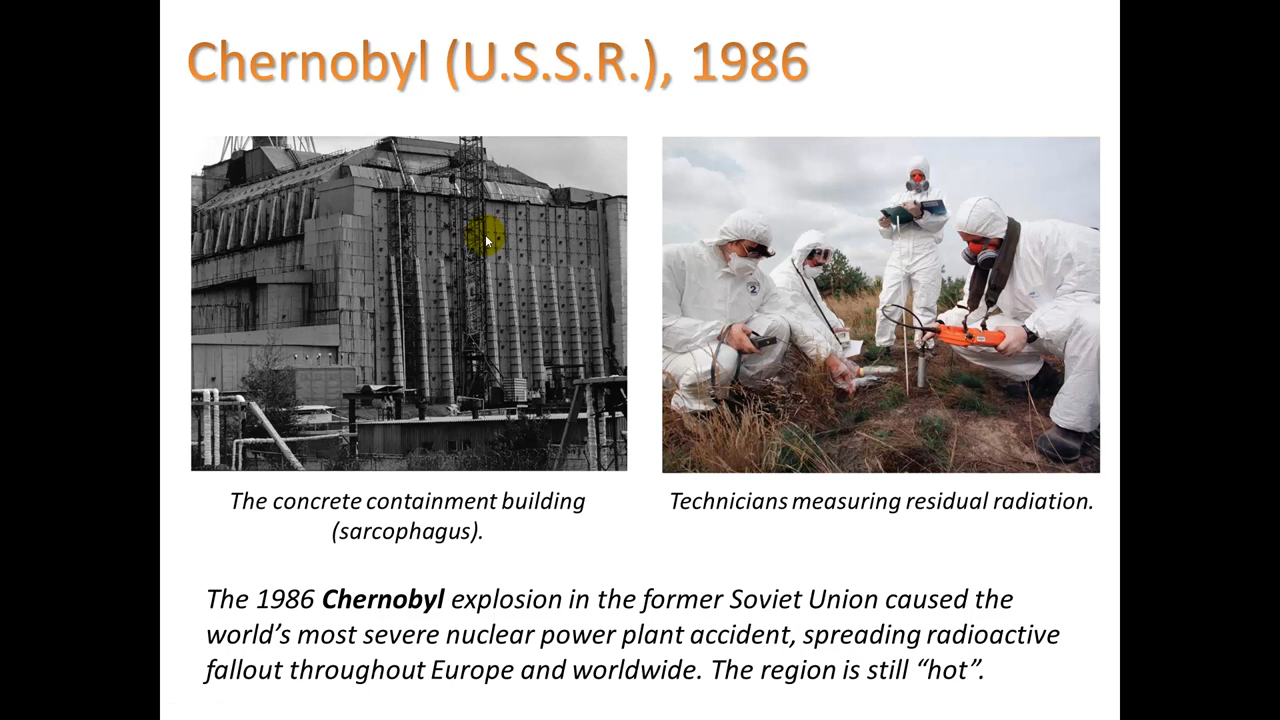 Chernobyl (U.S.S.R.), 1986
The concrete containment building
(sarcophagus).
Technicians measuring residual radiation.
2
The 1986 Chernobyl explosion in the former Soviet Union caused the
world’s most severe nuclear power plant accident, spreading radioactive
fallout throughout Europe and worldwide. The region is still “hot”.